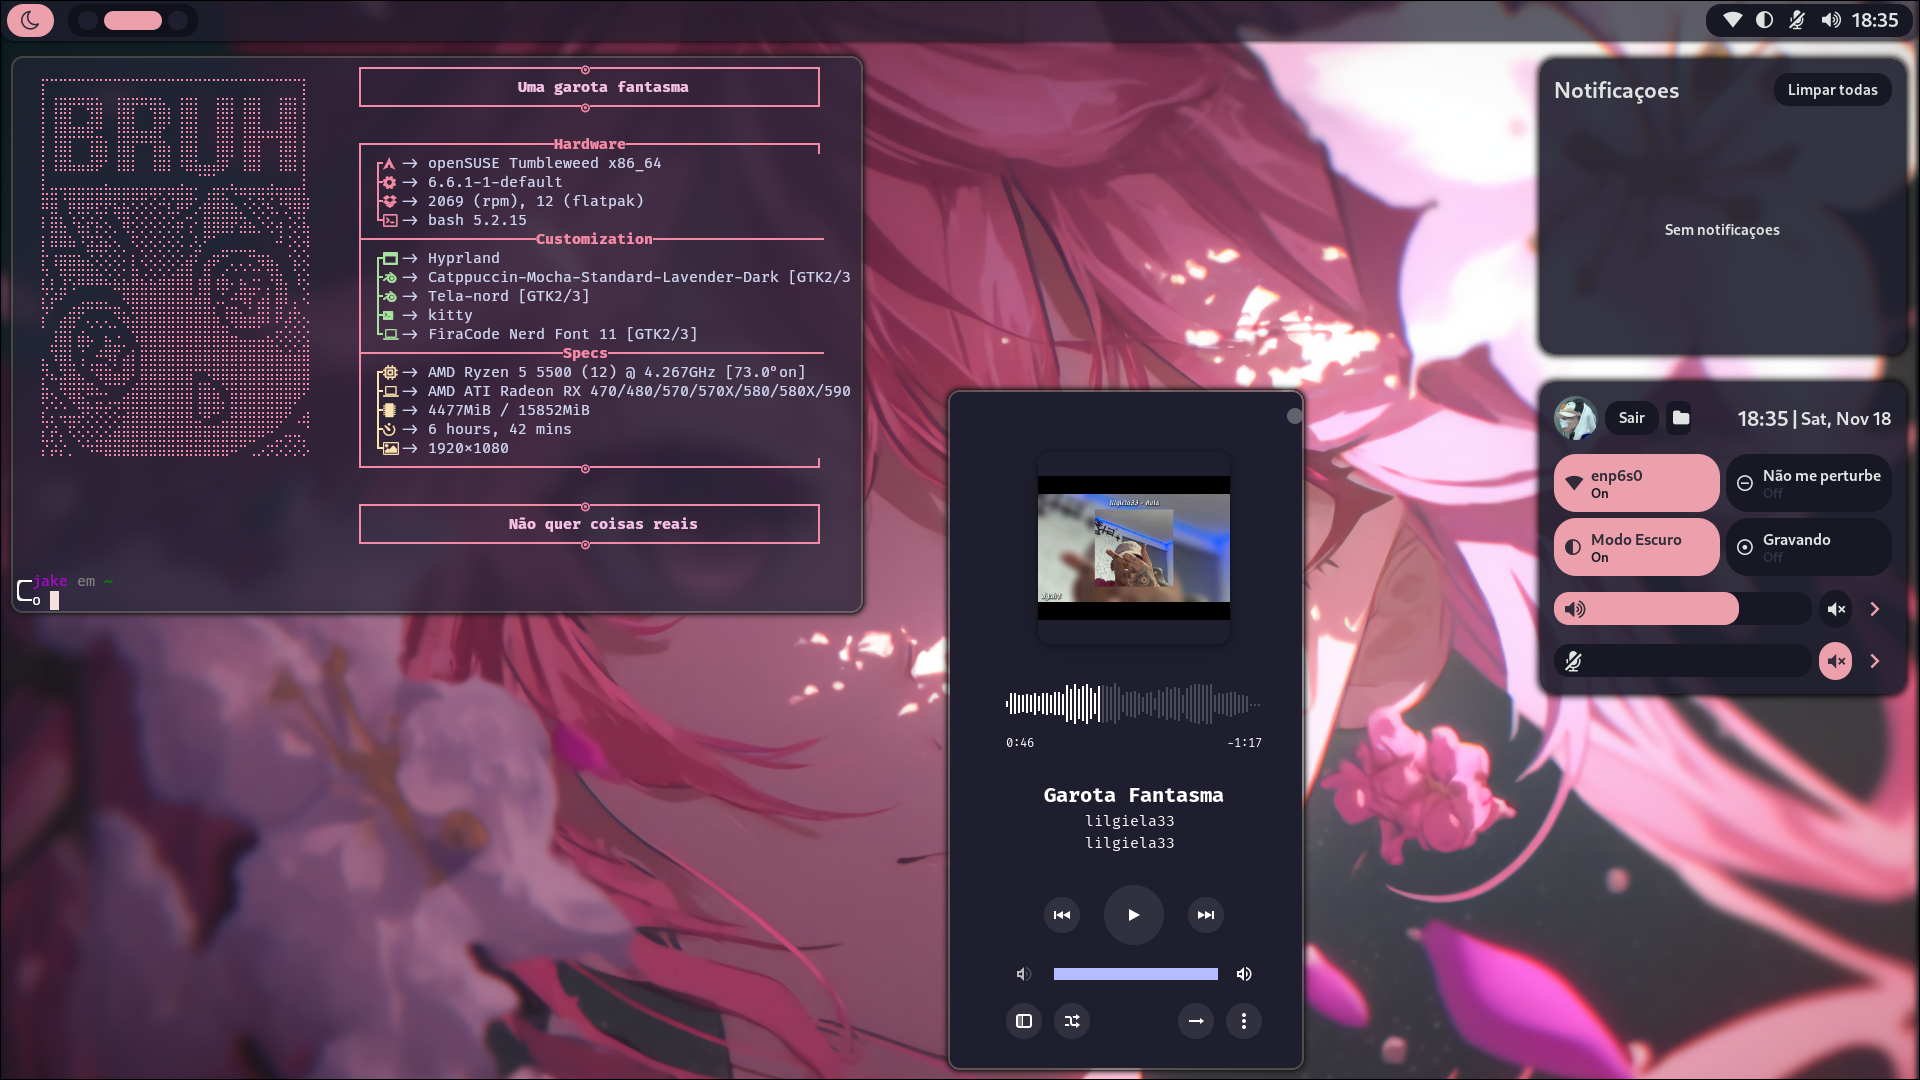 18:35
BRUH
Uma garota fantasma
Hardware
openSUSE Tumbleweed x86_64
6.6.1-1-default
2069 (rpm), 12 (flatpak)
bash 5.2.15
Customization
Hyprland
Catppuccin-Mocha-Standard-Lavender-Dark [GTK2/3
Tela-nord [GTK2/3]
kitty
FiraCode Nerd Font 11 [GTK2/3]
Specs
AMD Ryzen 5 5500 (12) @ 4.267GHz [73.0°on]
AMD ATI Radeon RX 470/480/570/570X/580/580X/590
4477MiB / 15852MiB
6 hours, 42 mins
1920×1080
Não quer coisas reais
jake em ~
o
lilgiela33 - Aula
0:46
-1:17
Garota Fantasma
lilgiela33
lilgiela33
Notificaçoes
Limpar todas
Sem notificaçoes
Sair
18:35 | Sat, Nov 18
enp6s0
On
Não me perturbe
Off
Modo Escuro
On
Gravando
Off